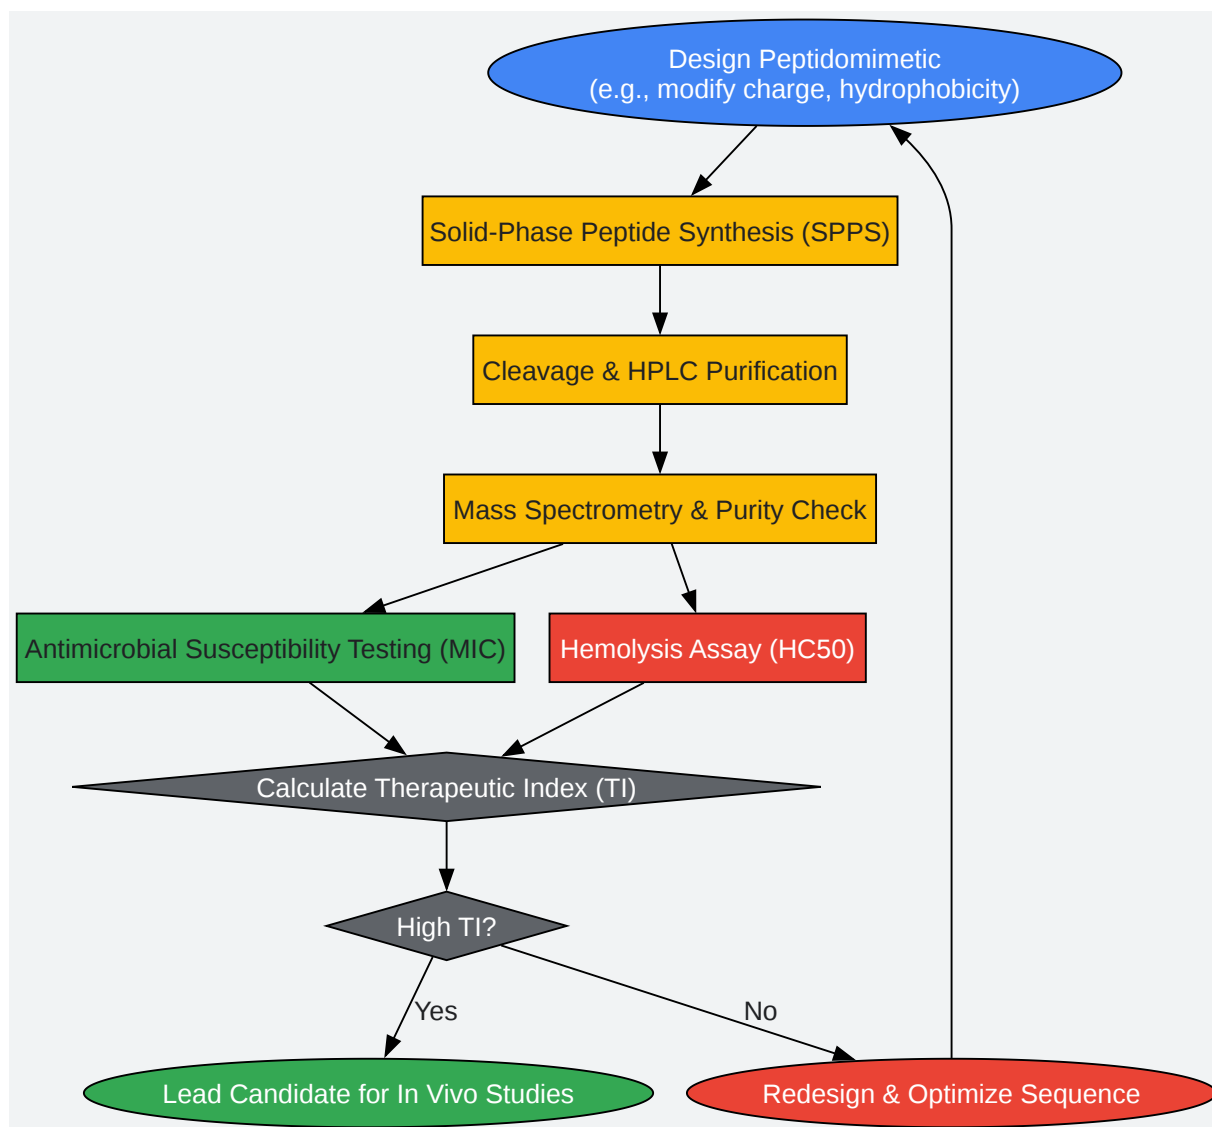 Design Peptidomimetic
(e.g., modify charge, hydrophobicity)
Solid-Phase Peptide Synthesis (SPPS)
Cleavage & HPLC Purification
Mass Spectrometry & Purity Check
Antimicrobial Susceptibility Testing (MIC)
Hemolysis Assay (HC50)
Calculate Therapeutic Index (TI)
High TI?
Yes
No
Lead Candidate for In Vivo Studies
Redesign & Optimize Sequence